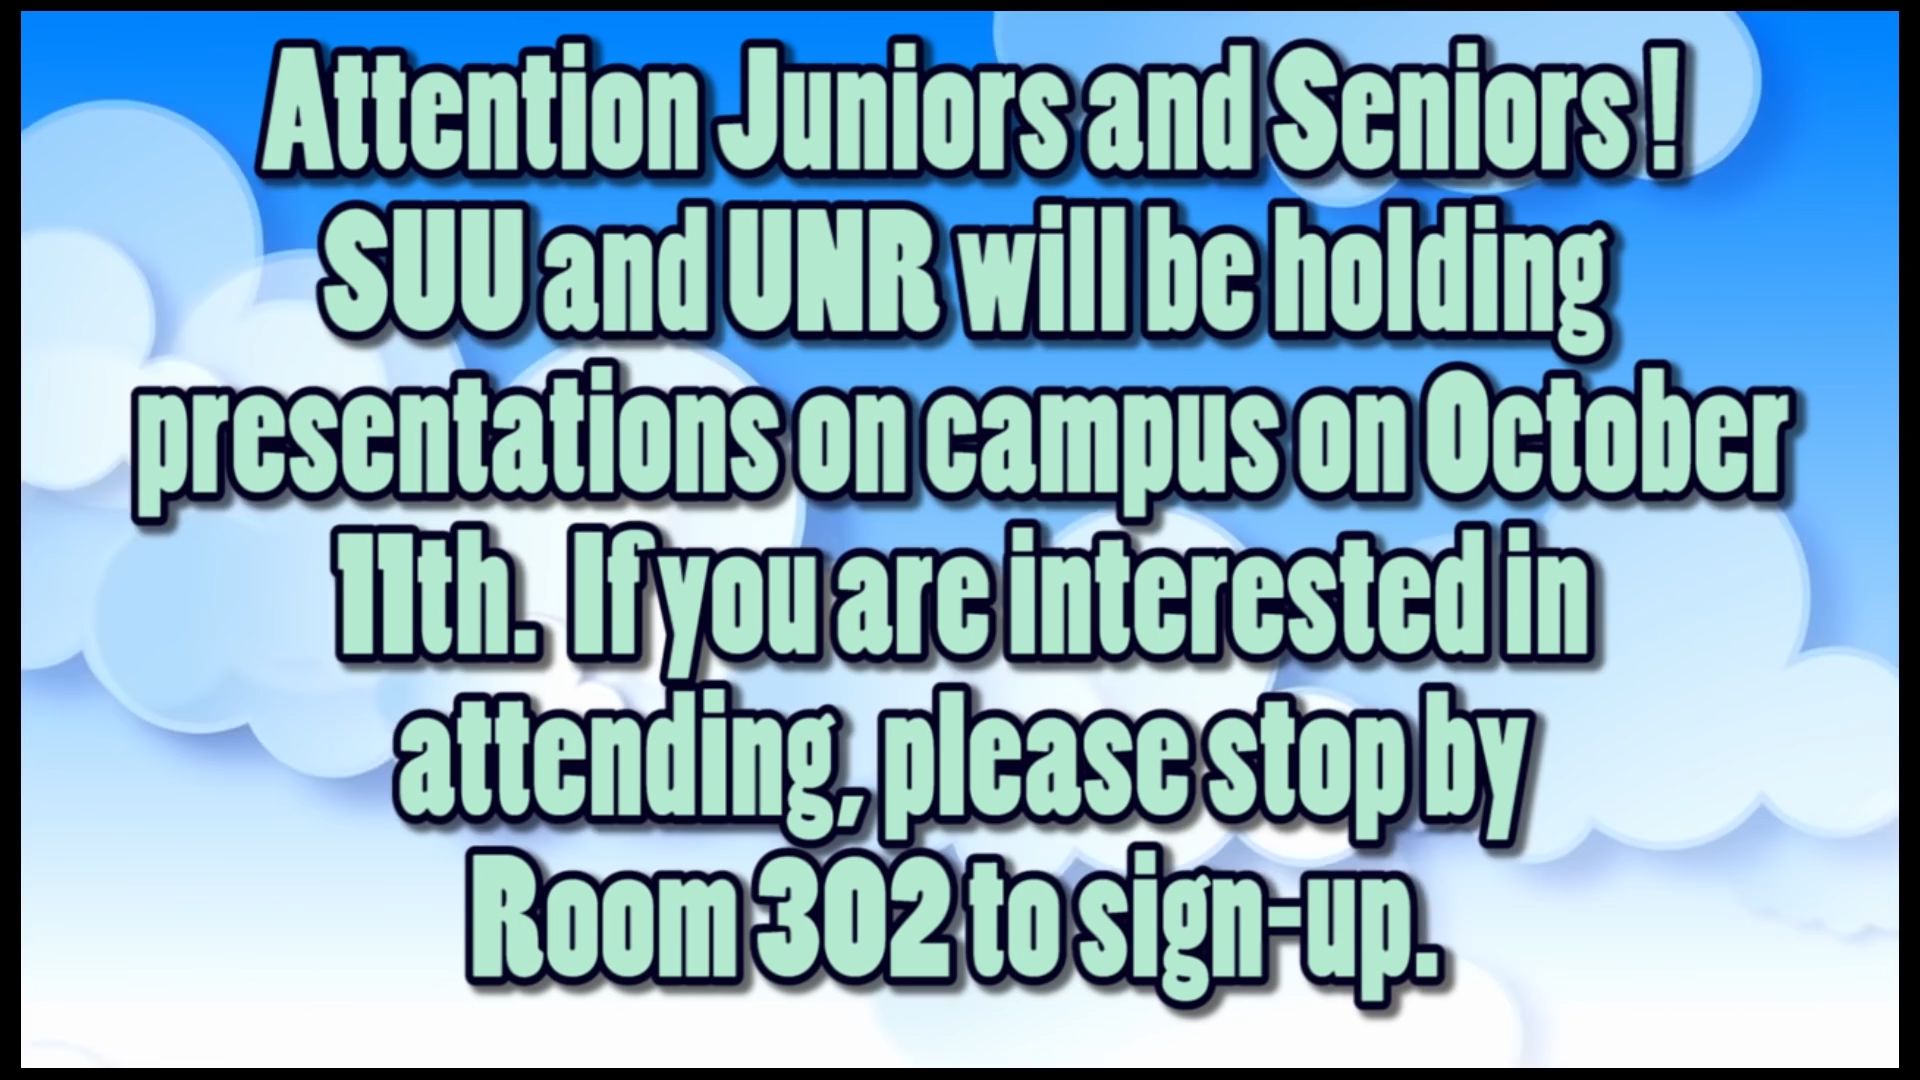 Attention Juniors and Seniors !
SUU and UNR will be holding
presentations on campus on October
11th.  If you are interested in
attending, please stop by
Room 302 to sign-up.